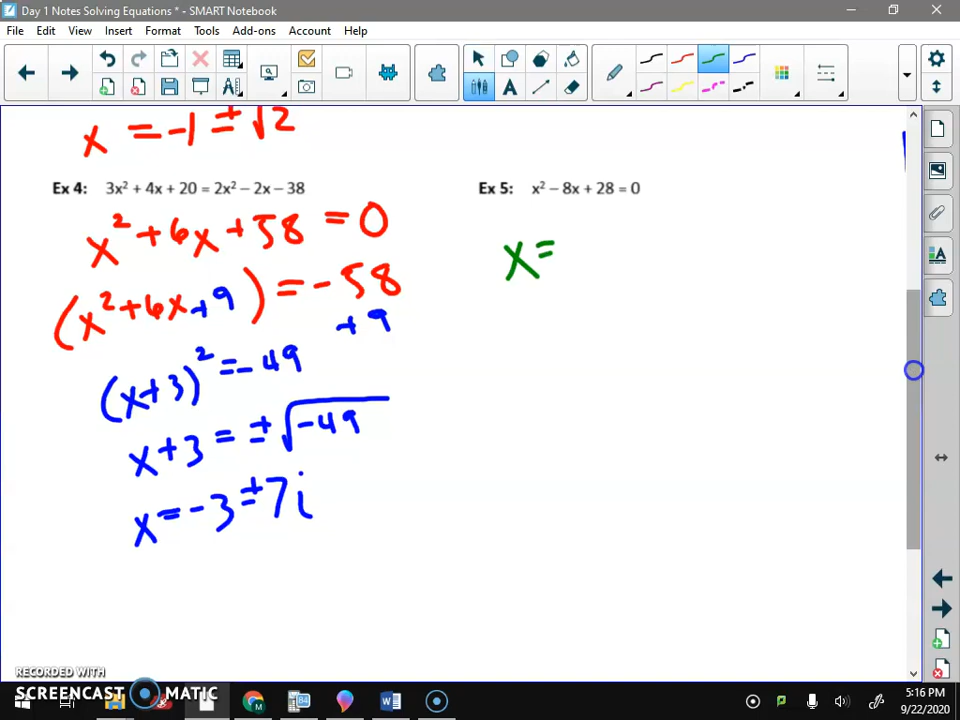 Day 1 Notes Solving Equations * - SMART Notebook
File Edit View Insert Format Tools Add-ons Account Help
x = -1 ± √2
Ex 4: 3x² + 4x + 20 = 2x² – 2x – 38
x² + 6x + 58 = 0
(x² + 6x + 9 ) = -58
+ 9
(x+3)² = -49
x+3 = ± √-49
x = -3 ± 7i
Ex 5: x² – 8x + 28 = 0
x =
RECORDED WITH
SCREENCAST MATIC
5:16 PM
9/22/2020